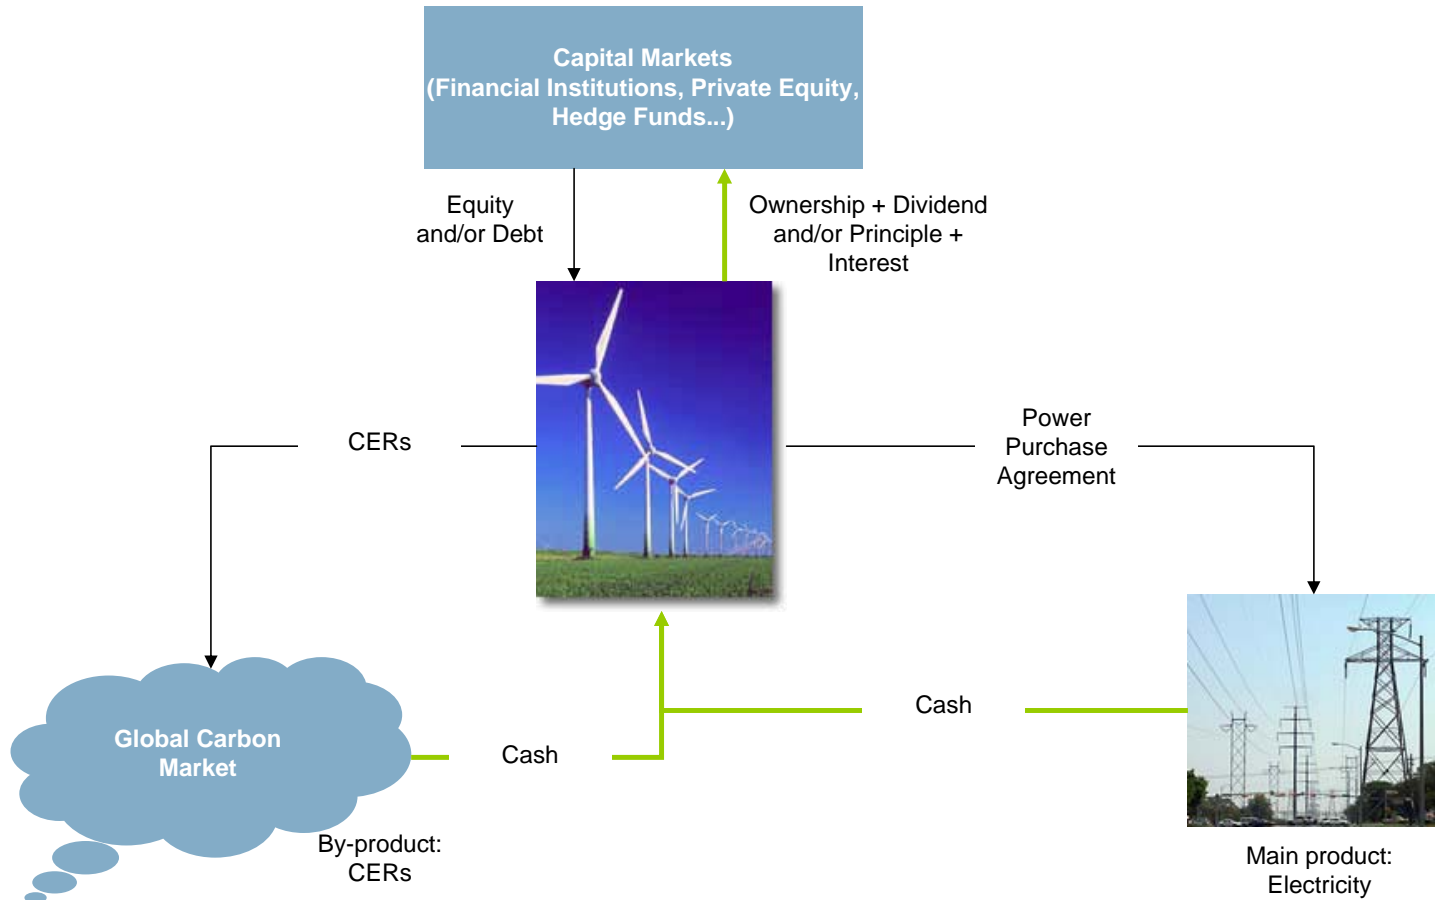 Capital Markets
(Financial Institutions, Private Equity,
Hedge Funds...)
Equity
and/or Debt
Ownership + Dividend
and/or Principle +
Interest
CERs
Power
Purchase
Agreement
Cash
Global Carbon
Market
Cash
By-product:
CERs
Main product:
Electricity